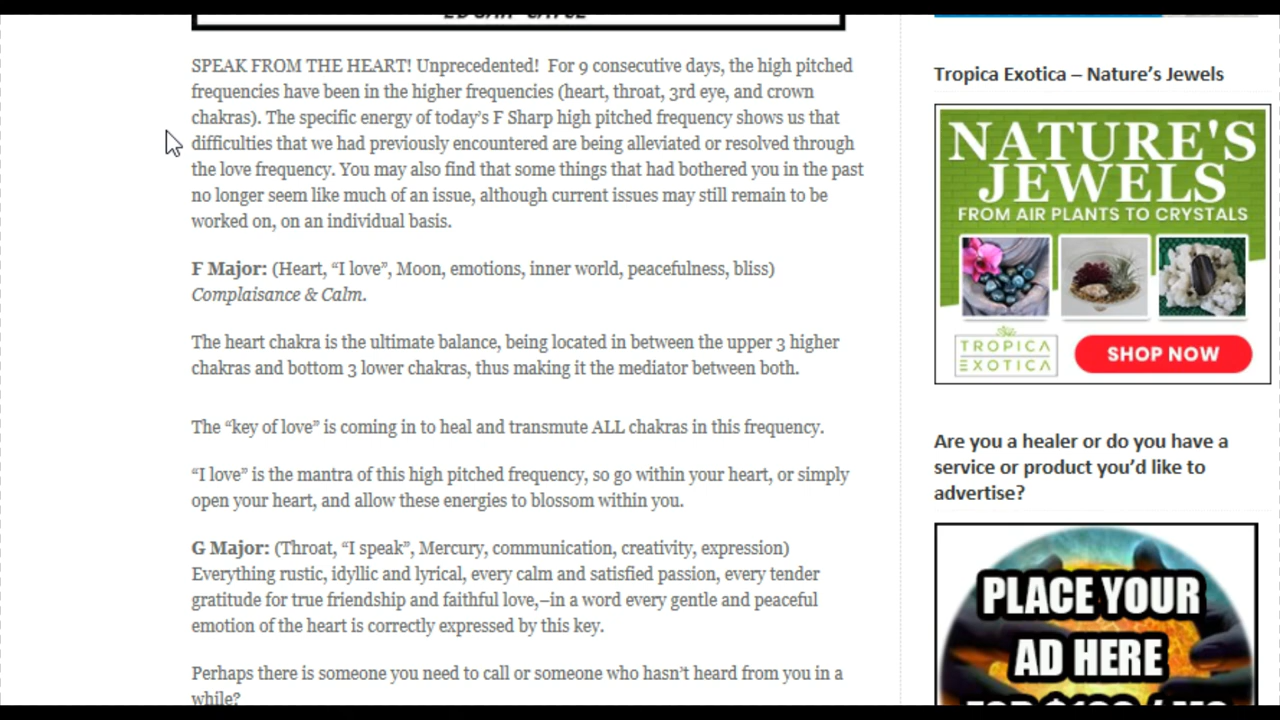 SPEAK FROM THE HEART! Unprecedented!  For 9 consecutive days, the high pitched
frequencies have been in the higher frequencies (heart, throat, 3rd eye, and crown
chakras). The specific energy of today’s F Sharp high pitched frequency shows us that
difficulties that we had previously encountered are being alleviated or resolved through
the love frequency. You may also find that some things that had bothered you in the past
no longer seem like much of an issue, although current issues may still remain to be
worked on, on an individual basis.
F Major: (Heart, “I love”, Moon, emotions, inner world, peacefulness, bliss)
Complaisance & Calm.
The heart chakra is the ultimate balance, being located in between the upper 3 higher
chakras and bottom 3 lower chakras, thus making it the mediator between both.
The “key of love” is coming in to heal and transmute ALL chakras in this frequency.
“I love” is the mantra of this high pitched frequency, so go within your heart, or simply
open your heart, and allow these energies to blossom within you.
G Major: (Throat, “I speak”, Mercury, communication, creativity, expression)
Everything rustic, idyllic and lyrical, every calm and satisfied passion, every tender
gratitude for true friendship and faithful love,–in a word every gentle and peaceful
emotion of the heart is correctly expressed by this key.
Perhaps there is someone you need to call or someone who hasn’t heard from you in a
while?
Tropica Exotica – Nature’s Jewels
NATURE'S
JEWELS
FROM AIR PLANTS TO CRYSTALS
TROPICA
EXOTICA
SHOP NOW
Are you a healer or do you have a
service or product you’d like to
advertise?
PLACE YOUR
AD HERE